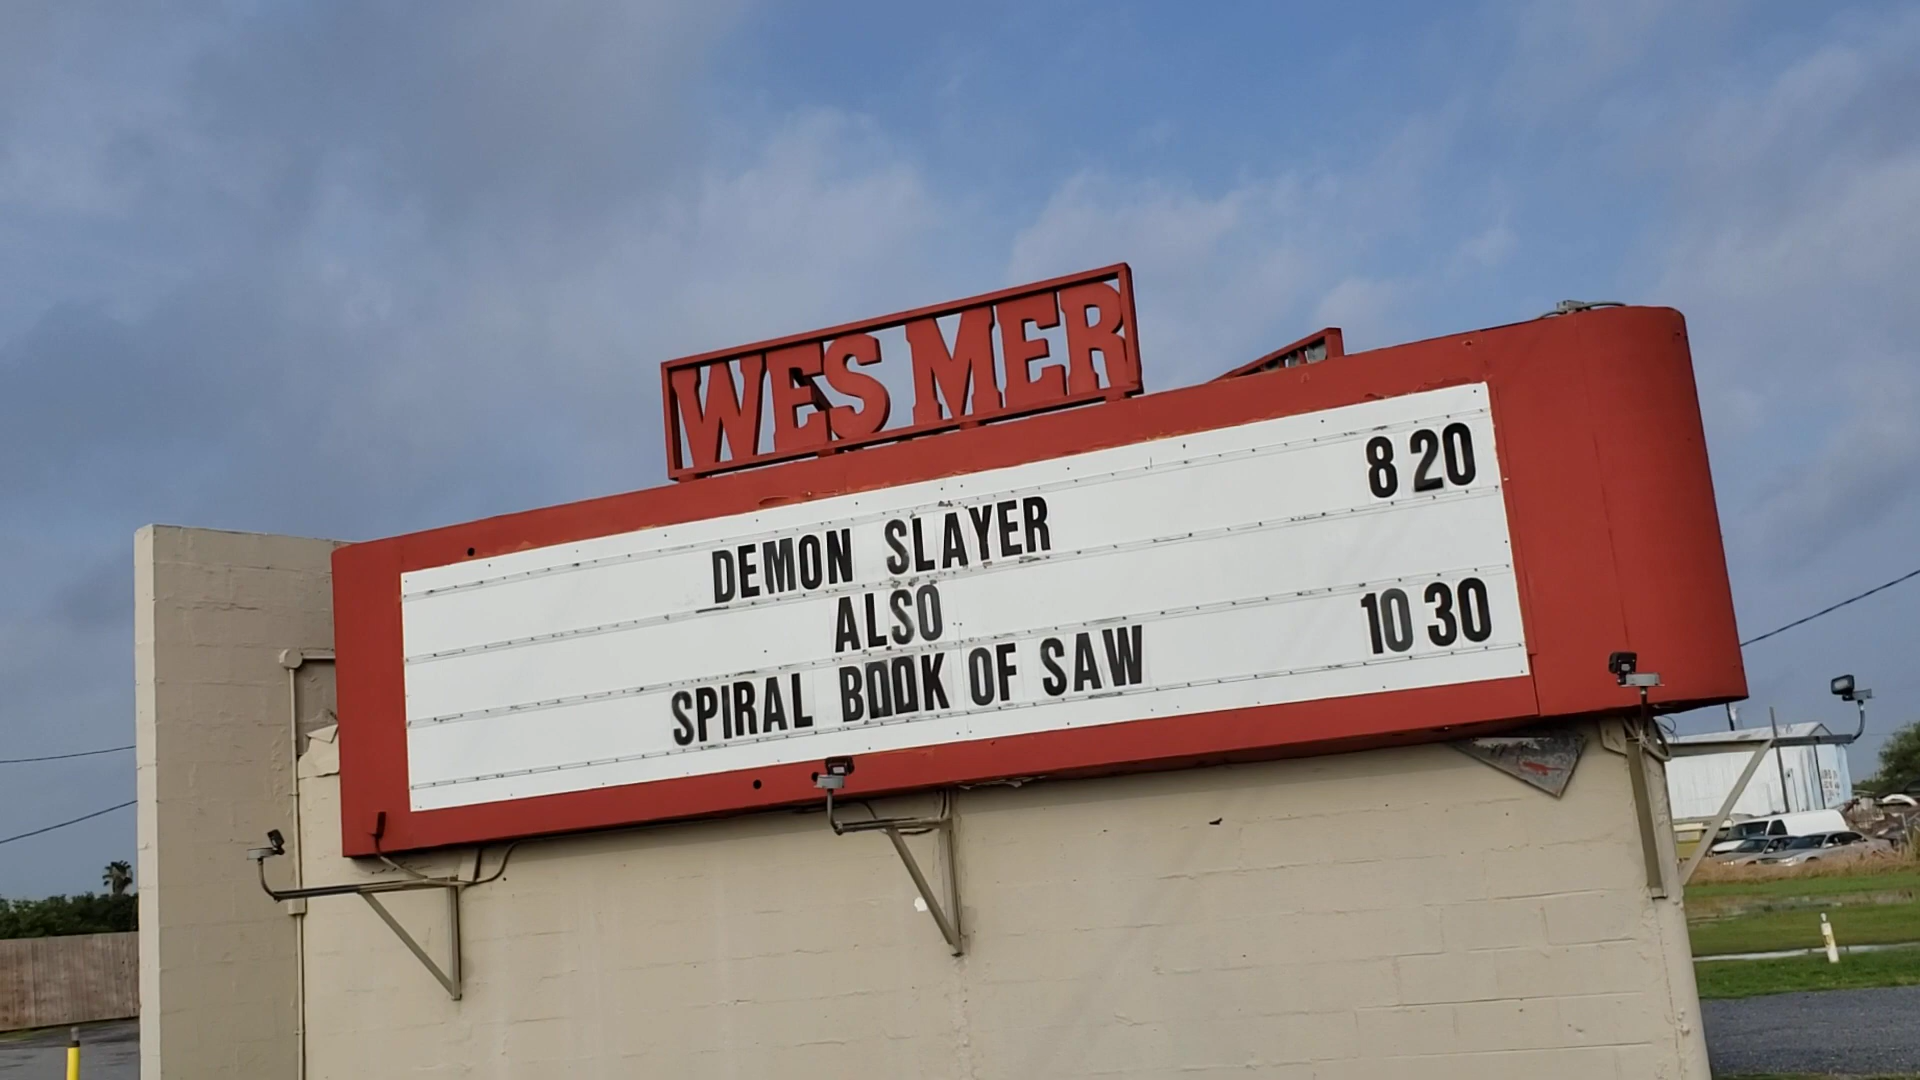 WES MER
8 20
DEMON SLAYER
ALSO
10 30
SPIRAL BOOK OF SAW